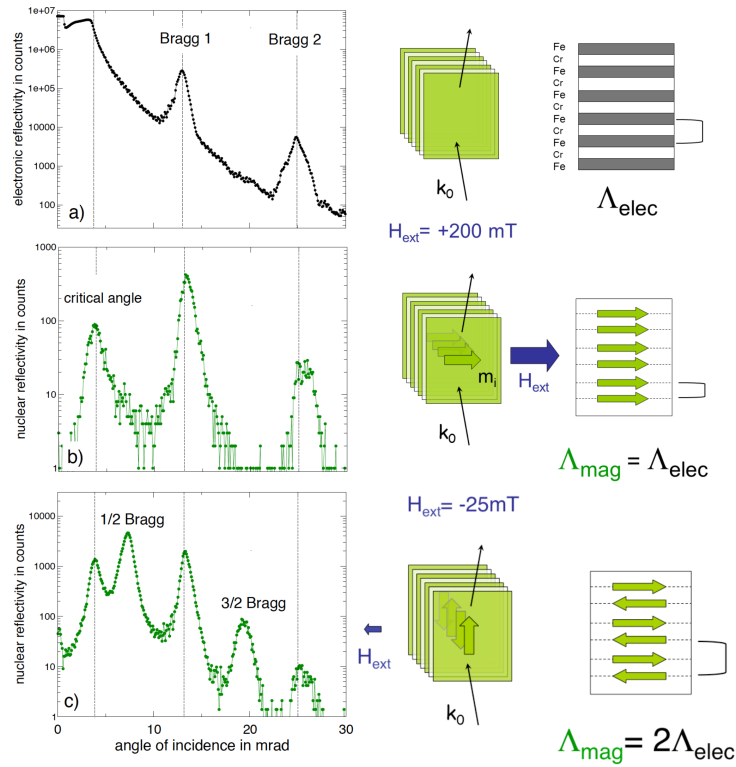 1e+07
1e+06
1e+05
10000
1000
100
electronic reflectivity in counts
Bragg 1
Bragg 2
a)
k0
Fe
Cr
Fe
Cr
Fe
Cr
Fe
Cr
Fe
Cr
Fe
Λelec
Hext= +200 mT
1000
100
10
1
nuclear reflectivity in counts
critical angle
b)
mi
k0
Hext
Λmag = Λelec
Hext= -25mT
10000
1000
100
10
1
nuclear reflectivity in counts
1/2 Bragg
3/2 Bragg
c)
0
10
20
30
angle of incidence in mrad
Hext
k0
Λmag= 2Λelec